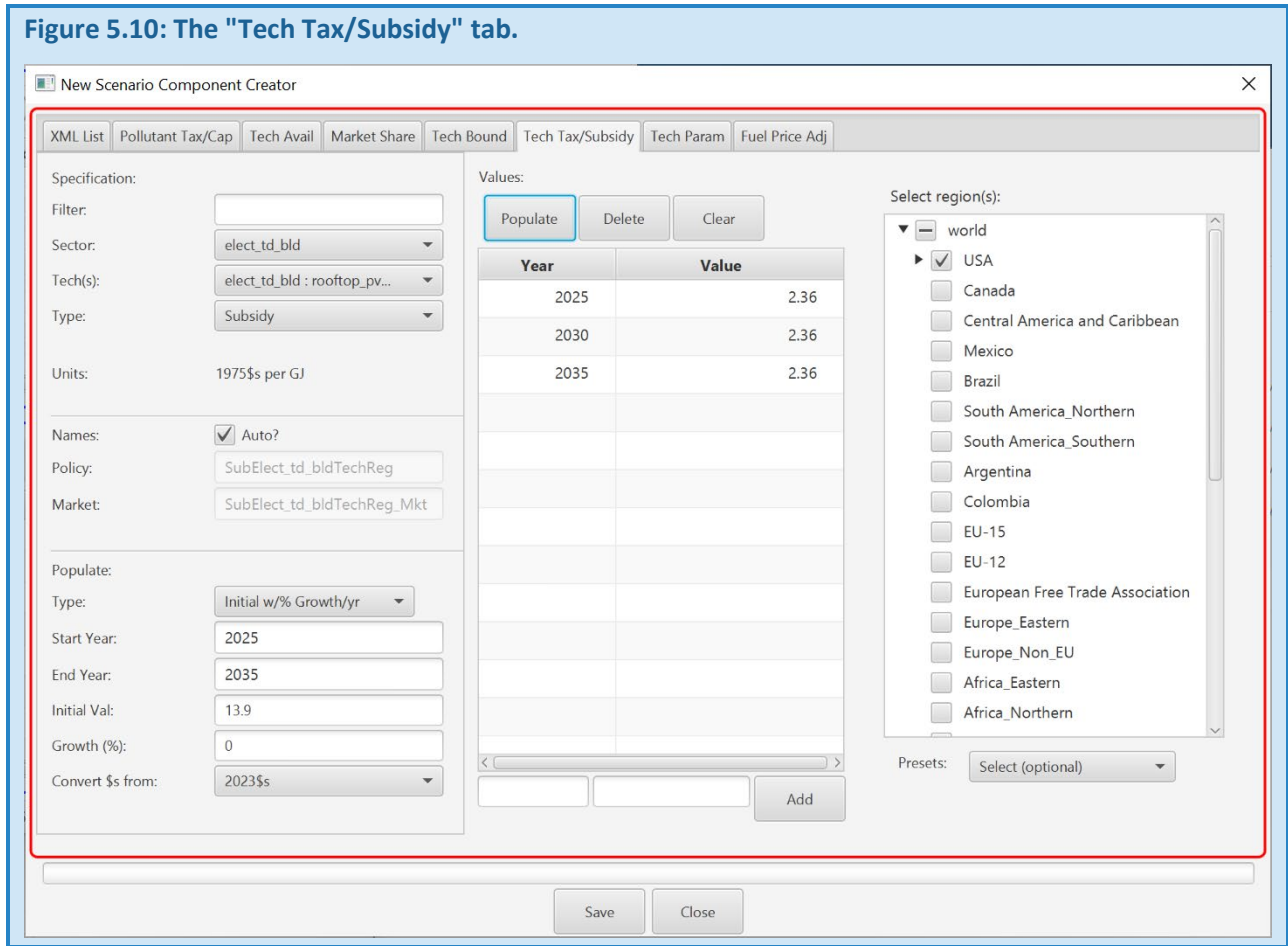 Figure 5.10: The "Tech Tax/Subsidy" tab.
New Scenario Component Creator
XML List Pollutant Tax/Cap Tech Avail Market Share Tech Bound Tech Tax/Subsidy Tech Param Fuel Price Adj
Specification:
Filter:
Sector: elect_td_bld
Tech(s): elect_td_bld : rooftop_pv...
Type: Subsidy
Units: 1975$s per GJ
Names: Auto?
Policy: SubElect_td_bldTechReg
Market: SubElect_td_bldTechReg_Mkt
Populate:
Type: Initial w/% Growth/yr
Start Year: 2025
End Year: 2035
Initial Val: 13.9
Growth (%): 0
Convert $s from: 2023$s
Values:
Populate Delete Clear
Year Value
2025 2.36
2030 2.36
2035 2.36
Add
Select region(s):
world
USA
Canada
Central America and Caribbean
Mexico
Brazil
South America_Northern
South America_Southern
Argentina
Colombia
EU-15
EU-12
European Free Trade Association
Europe_Eastern
Europe_Non_EU
Africa_Eastern
Africa_Northern
Presets: Select (optional)
Save Close